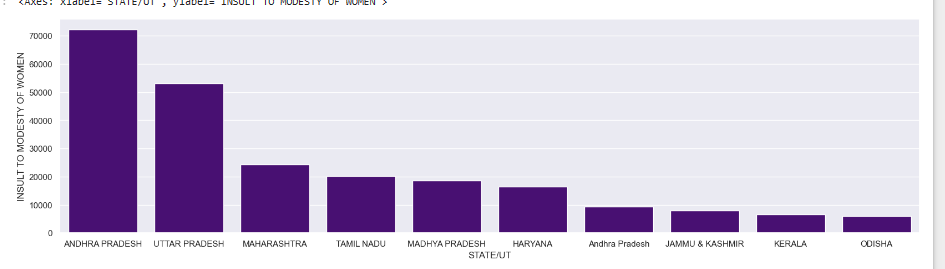 <Axes: xlabel='STATE/UT', ylabel='INSULT TO MODESTY OF WOMEN'>
INSULT TO MODESTY OF WOMEN
70000
60000
50000
40000
30000
20000
10000
0
ANDHRA PRADESH UTTAR PRADESH MAHARASHTRA TAMIL NADU MADHYA PRADESH HARYANA Andhra Pradesh JAMMU & KASHMIR KERALA ODISHA
STATE/UT